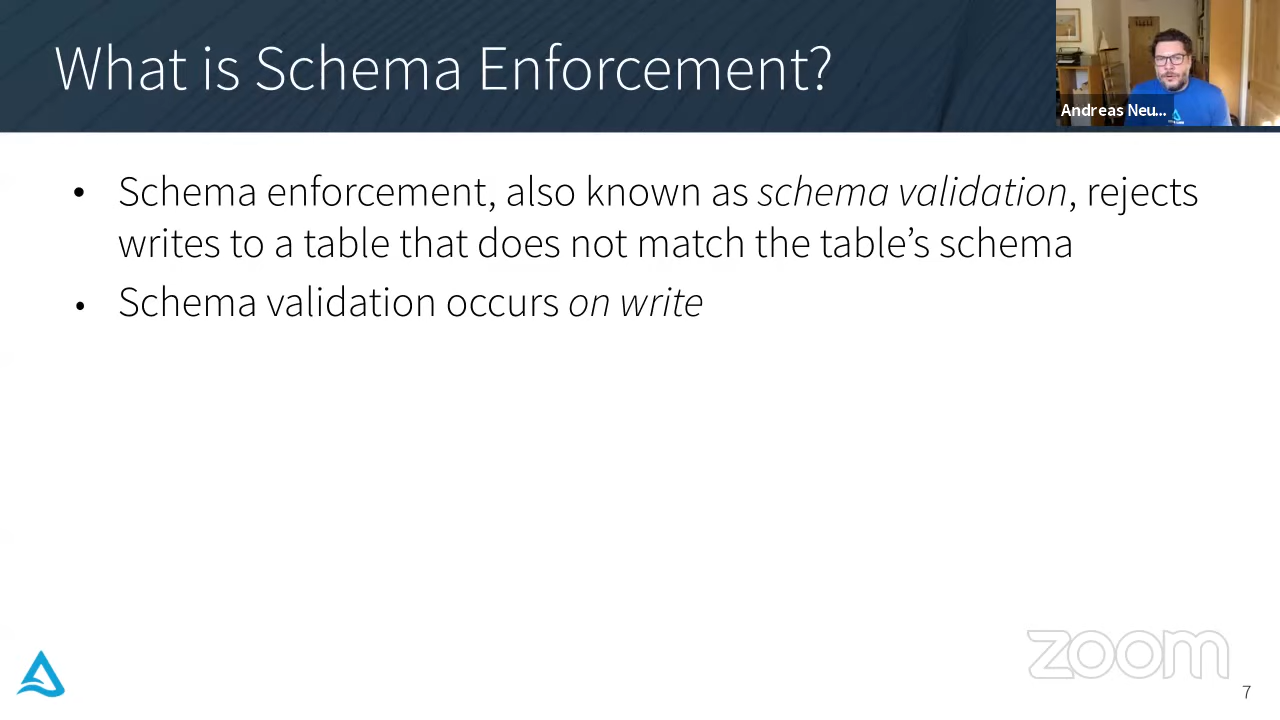 What is Schema Enforcement?
Andreas Neu...
• Schema enforcement, also known as schema validation, rejects
writes to a table that does not match the table’s schema
• Schema validation occurs on write
zoom
7